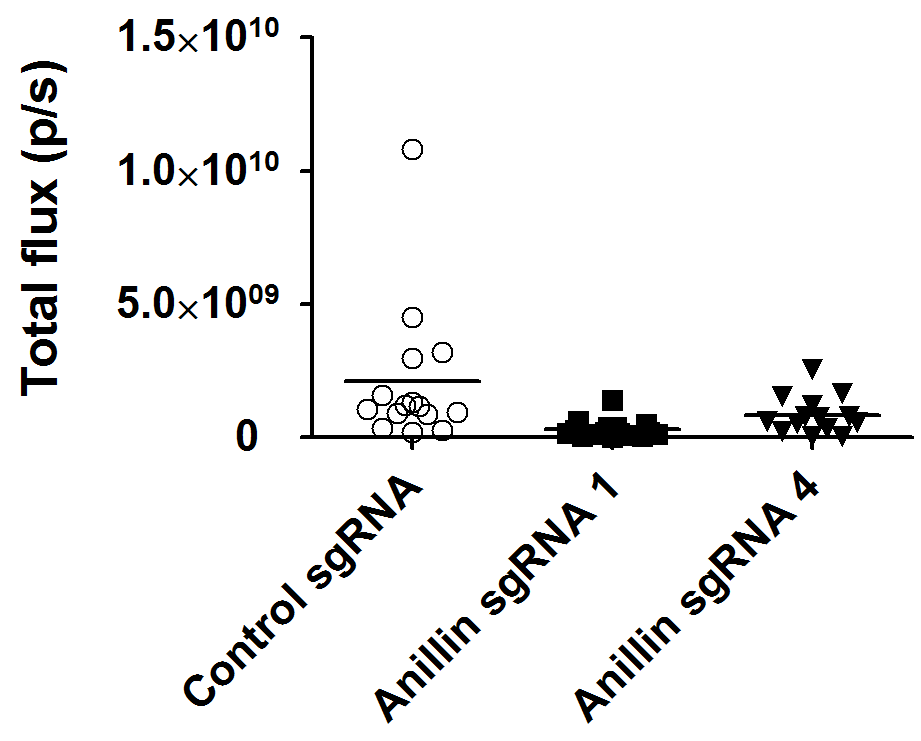 Total flux (p/s)
1.5×10¹⁰
1.0×10¹⁰
5.0×10⁰⁹
0
Control sgRNA
Anillin sgRNA 1
Anillin sgRNA 4